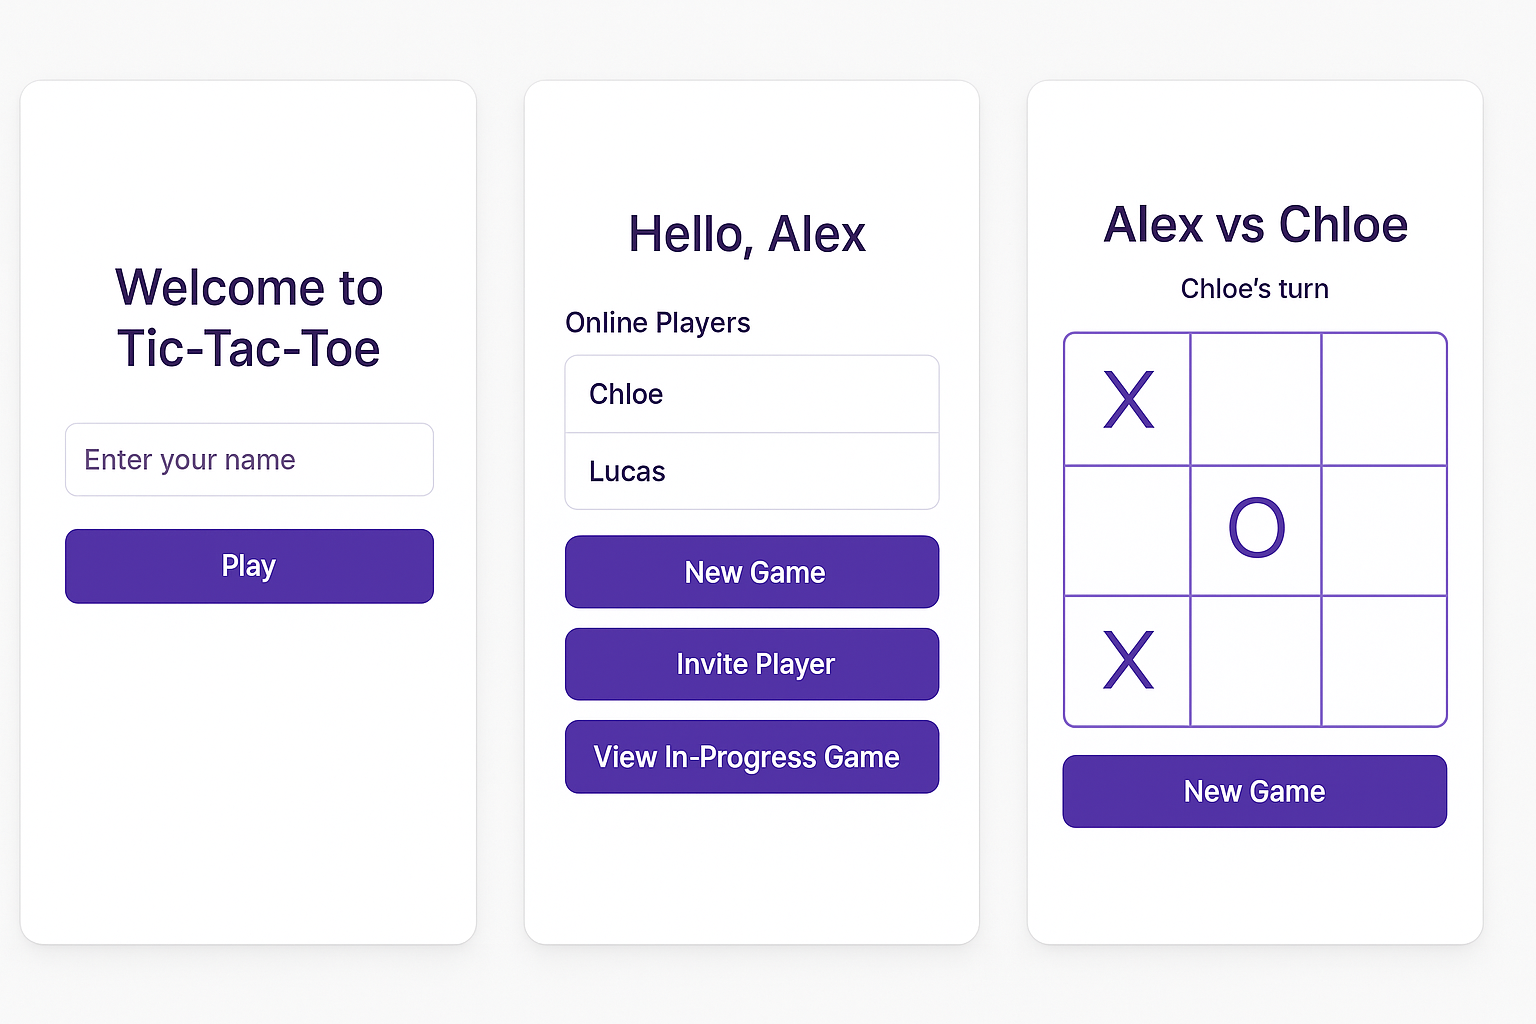 Welcome to
Tic-Tac-Toe
Enter your name
Play
Hello, Alex
Online Players
Chloe
Lucas
New Game
Invite Player
View In-Progress Game
Alex vs Chloe
Chloe’s turn
X
O
X
New Game